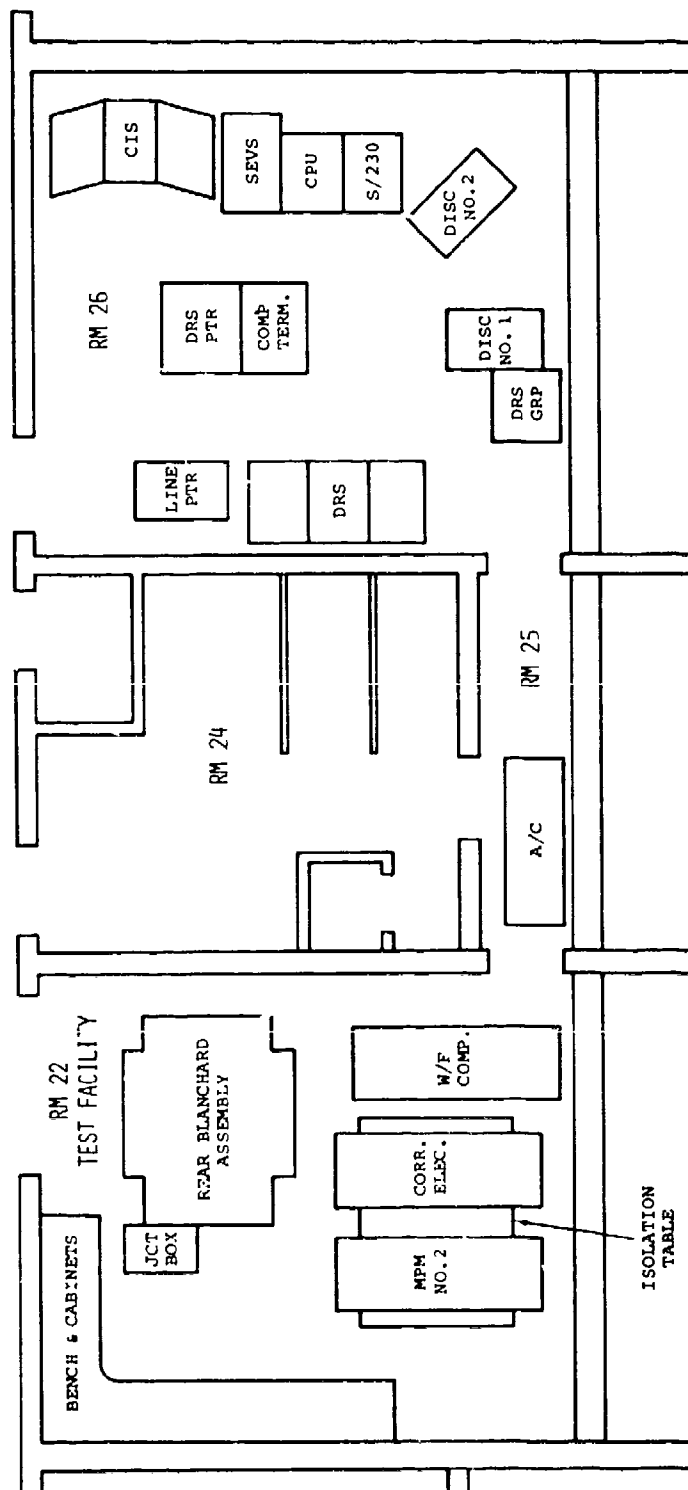 BENCH & CABINETS
RM 22
TEST FACILITY
JCT
BOX
REAR BLANCHARD
ASSEMBLY
MPM
NO.2
CORR.
ELEC.
W/F
COMP.
ISOLATION
TABLE
RM 24
A/C
RM 25
RM 26
LINE
PTR
DRS
DRS
PTR
COMP
TERM.
DRS
GRP
DISC
NO.1
CIS
SEVS
CPU
S/230
DISC
NO.2